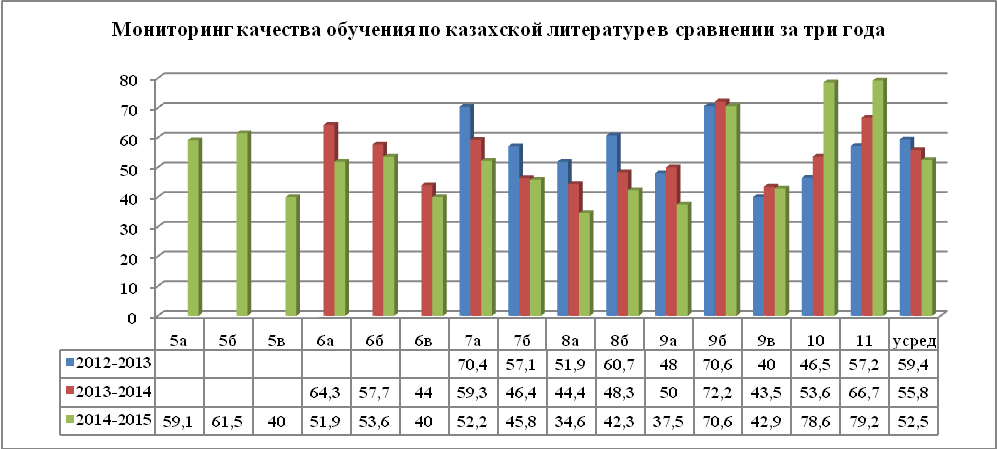 Мониторинг качества обучения по казахской литературе в сравнении за три года
80
70
60
50
40
30
20
10
0
5а 5б 5в 6а 6б 6в 7а 7б 8а 8б 9а 9б 9в 10 11 усред
2012-2013 70,4 57,1 51,9 60,7 48 70,6 40 46,5 57,2 59,4
2013-2014 64,3 57,7 44 59,3 46,4 44,4 48,3 50 72,2 43,5 53,6 66,7 55,8
2014-2015 59,1 61,5 40 51,9 53,6 40 52,2 45,8 34,6 42,3 37,5 70,6 42,9 78,6 79,2 52,5